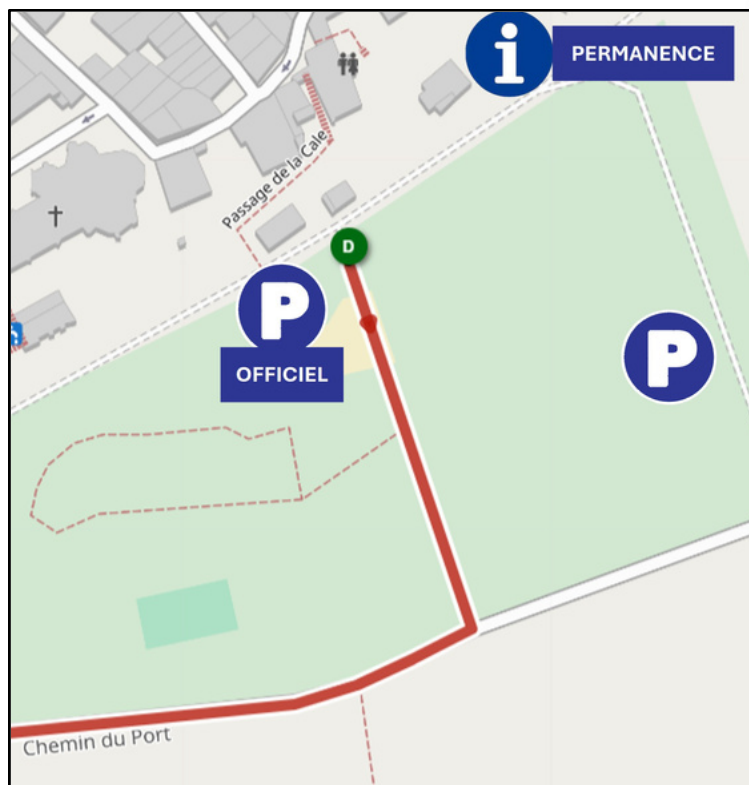 i
PERMANENCE
Passage de la Cale
D
P
OFFICIEL
P
Chemin du Port